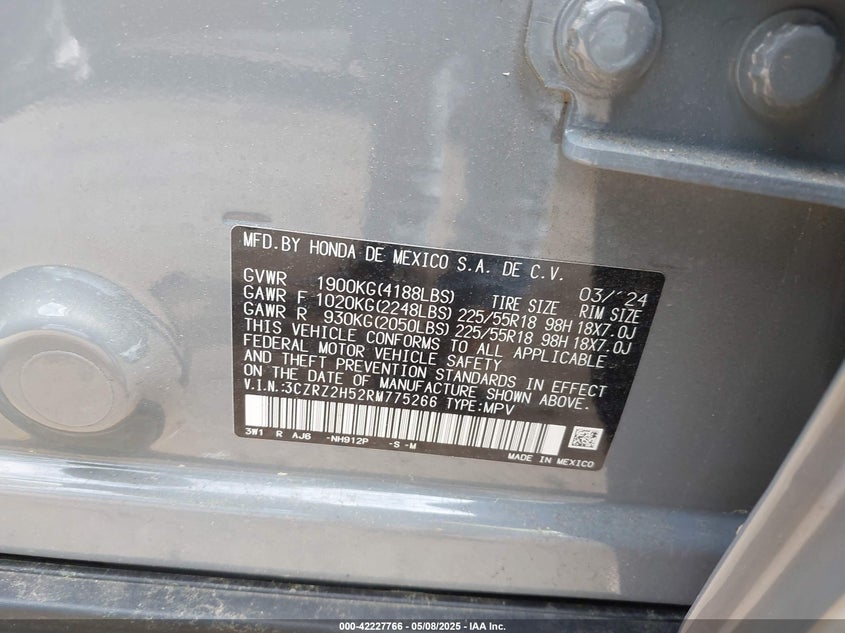 MFD.BY HONDA DE MEXICO S.A. DE C.V.
03/'24
GVWR 1900KG(4188LBS) TIRE SIZE RIM SIZE
GAWR F 1020KG(2248LBS) 225/55R18 98H 18X7.0J
GAWR R 930KG(2050LBS) 225/55R18 98H 18X7.0J
THIS VEHICLE CONFORMS TO ALL APPLICABLE
FEDERAL MOTOR VEHICLE SAFETY
AND THEFT PREVENTION STANDARDS IN EFFECT
ON THE DATE OF MANUFACTURE SHOWN ABOVE.
V.I.N.:3CZRZ2H52RM775266 TYPE:MPV
3W1 R AJ6 -NH912P -S -M
MADE IN MEXICO
000-42227766 - 05/08/2025 - IAA Inc.